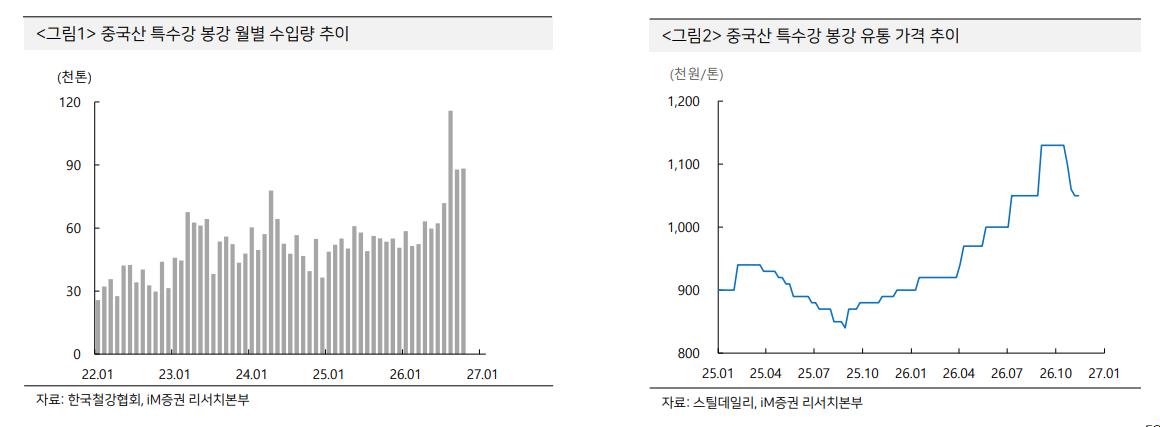 <그림1> 중국산 특수강 봉강 월별 수입량 추이
(천톤)
120
90
60
30
0
22.01 23.01 24.01 25.01 26.01 27.01
자료: 한국철강협회, iM증권 리서치본부
<그림2> 중국산 특수강 봉강 유통 가격 추이
(천원/톤)
1,200
1,100
1,000
900
800
25.01 25.04 25.07 25.10 26.01 26.04 26.07 26.10 27.01
자료: 스틸데일리, iM증권 리서치본부